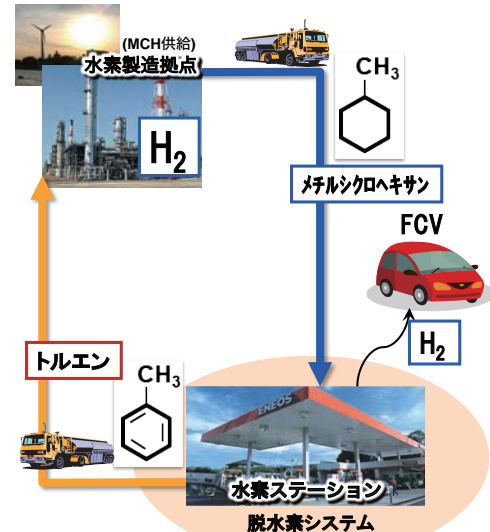 (MCH供給)
水素製造拠点
H2
CH3
メチルシクロヘキサン
FCV
H2
トルエン
CH3
ENEOS
水素ステーション
脱水素システム